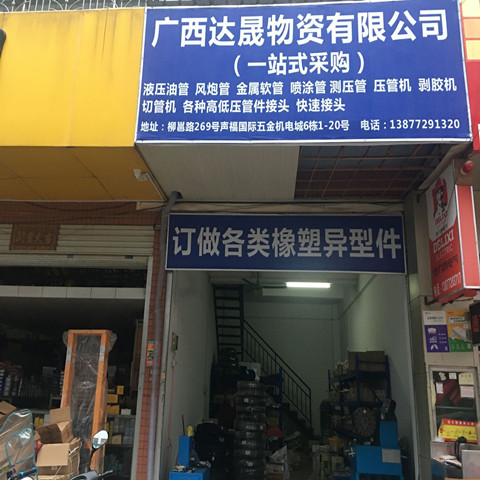 广西达晟物资有限公司
（一站式采购）
液压油管 风炮管 金属软管 喷涂管 测压管 压管机 剥胶机
切管机 各种高低压管件接头 快速接头
地址：柳邕路269号声福国际五金机电城6栋1-20号 电话：13877291320
订做各类橡塑异型件